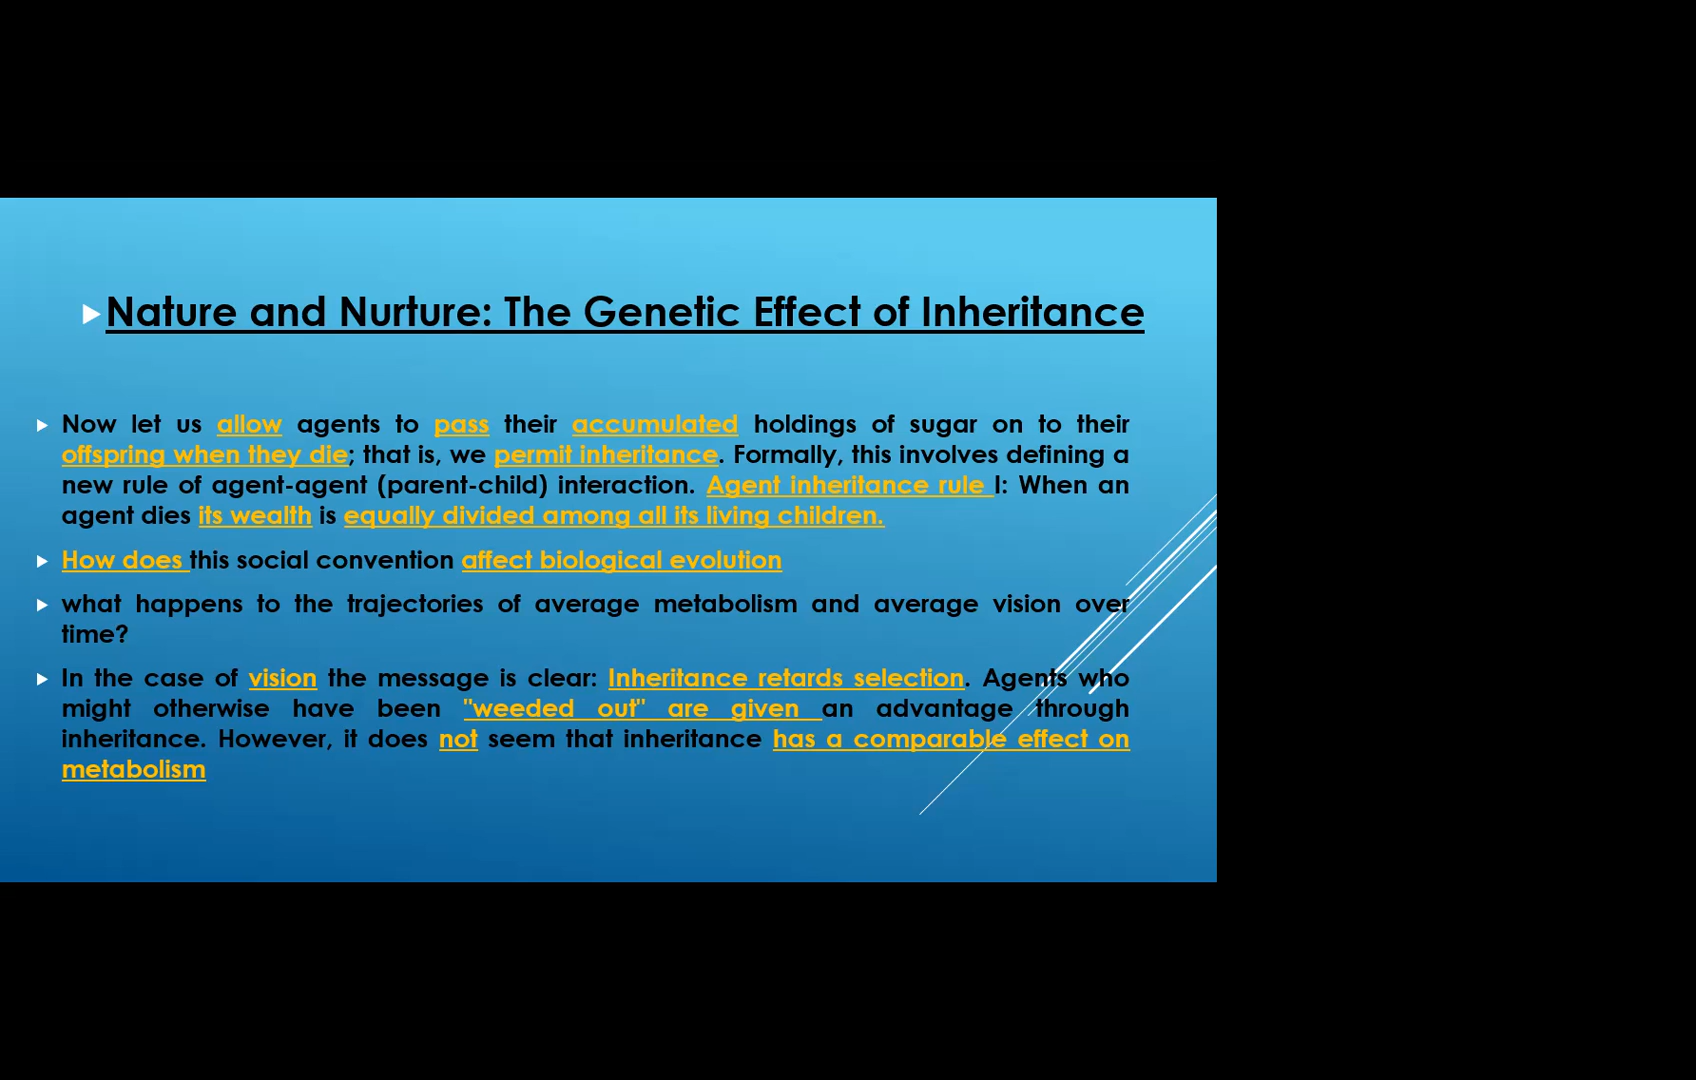 Nature and Nurture: The Genetic Effect of Inheritance
Now let us allow agents to pass their accumulated holdings of sugar on to their
offspring when they die; that is, we permit inheritance. Formally, this involves defining a
new rule of agent-agent (parent-child) interaction. Agent inheritance rule I: When an
agent dies its wealth is equally divided among all its living children.
How does this social convention affect biological evolution
what happens to the trajectories of average metabolism and average vision over
time?
In the case of vision the message is clear: Inheritance retards selection. Agents who
might otherwise have been "weeded out" are given an advantage through
inheritance. However, it does not seem that inheritance has a comparable effect on
metabolism